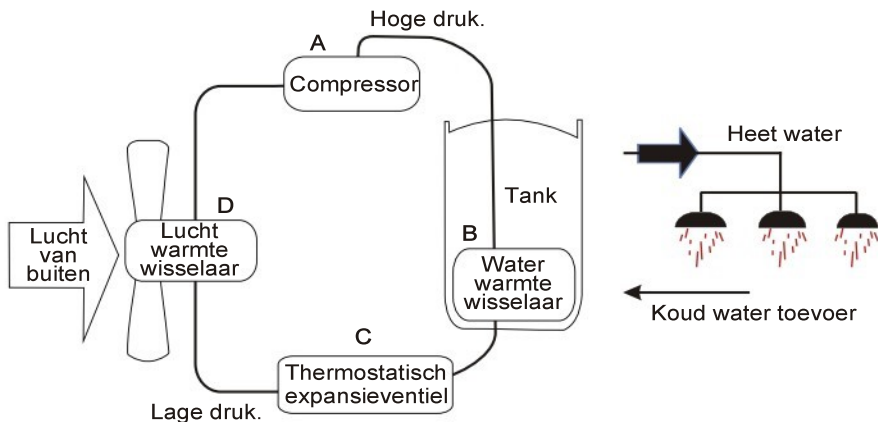 Hoge druk.
A
Compressor
Heet water
Tank
D
Lucht
warmte
wisselaar
Lucht
van
buiten
B
Water
warmte
wisselaar
Koud water toevoer
C
Thermostatisch
expansieventiel
Lage druk.